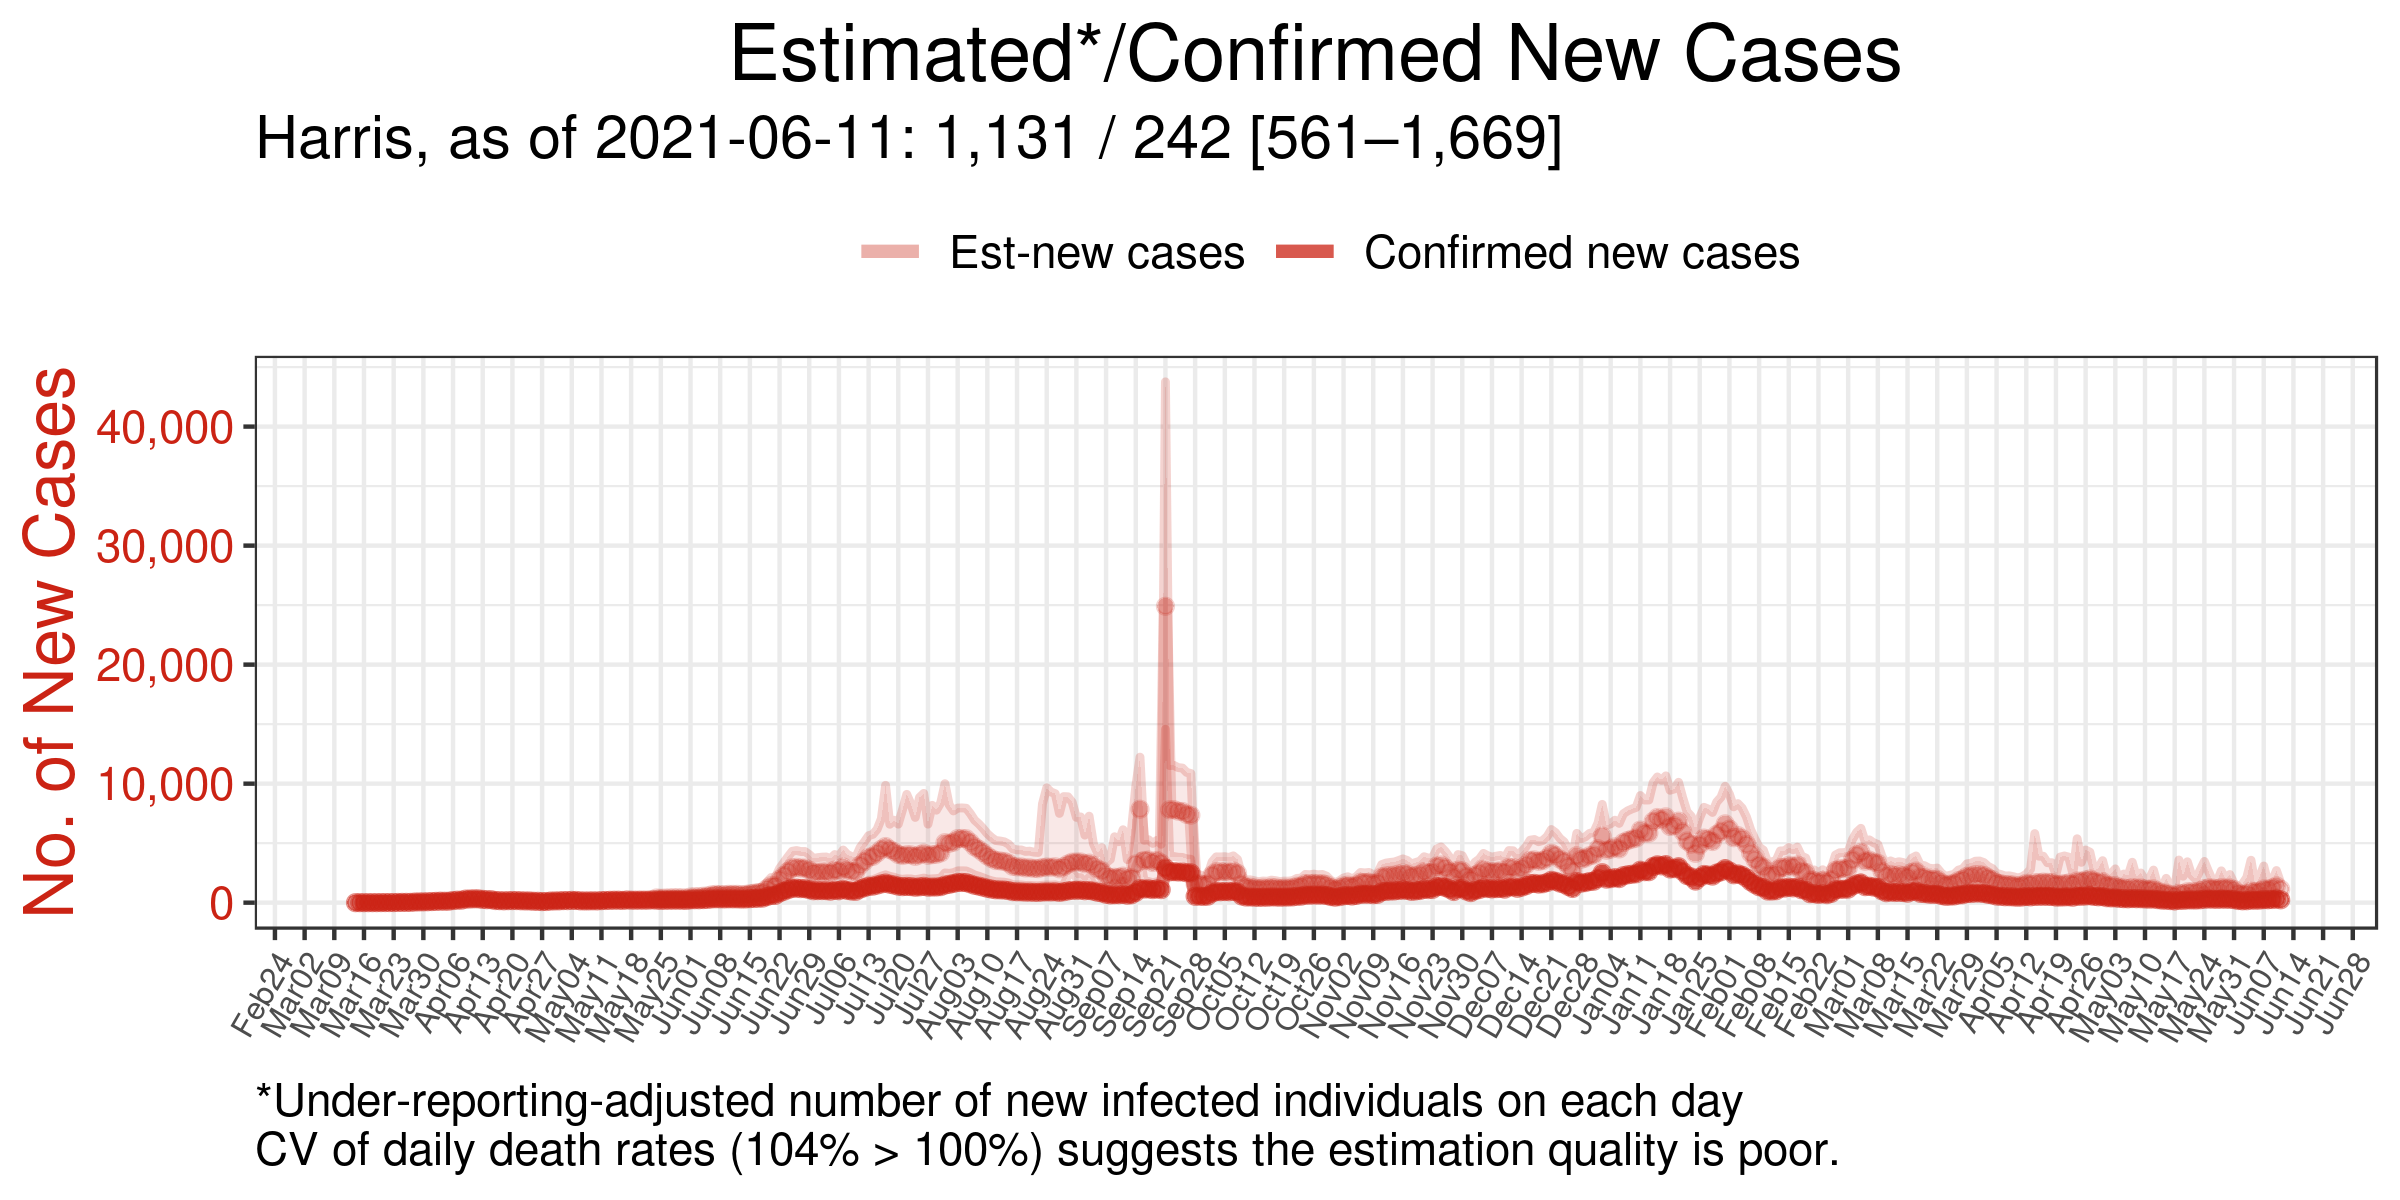 Estimated*/Confirmed New Cases
Harris, as of 2021-06-11: 1,131 / 242 [561–1,669]
Est-new cases Confirmed new cases
No. of New Cases
40,000
30,000
20,000
10,000
0
Feb24 Mar02 Mar09 Mar16 Mar23 Mar30 Apr06 Apr13 Apr20 Apr27 May04 May11 May18 May25 Jun01 Jun08 Jun15 Jun22 Jun29 Jul06 Jul13 Jul20 Jul27 Aug03 Aug10 Aug17 Aug24 Aug31 Sep07 Sep14 Sep21 Sep28 Oct05 Oct12 Oct19 Oct26 Nov02 Nov09 Nov16 Nov23 Nov30 Dec07 Dec14 Dec21 Dec28 Jan04 Jan11 Jan18 Jan25 Feb01 Feb08 Feb15 Feb22 Mar01 Mar08 Mar15 Mar22 Mar29 Apr05 Apr12 Apr19 Apr26 May03 May10 May17 May24 May31 Jun07 Jun14 Jun21 Jun28
*Under-reporting-adjusted number of new infected individuals on each day
CV of daily death rates (104% > 100%) suggests the estimation quality is poor.